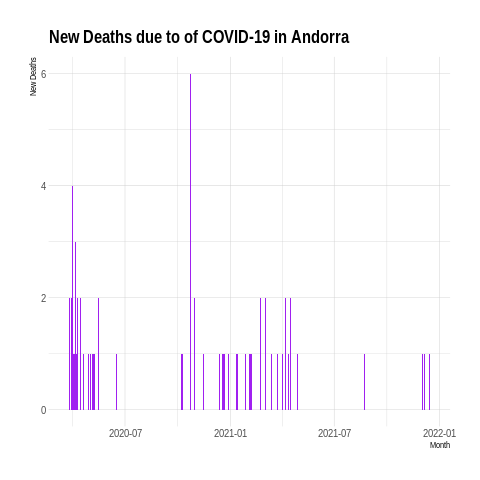 New Deaths due to of COVID-19 in Andorra
New Deaths
6
4
2
0
2020-07 2021-01 2021-07 2022-01
Month